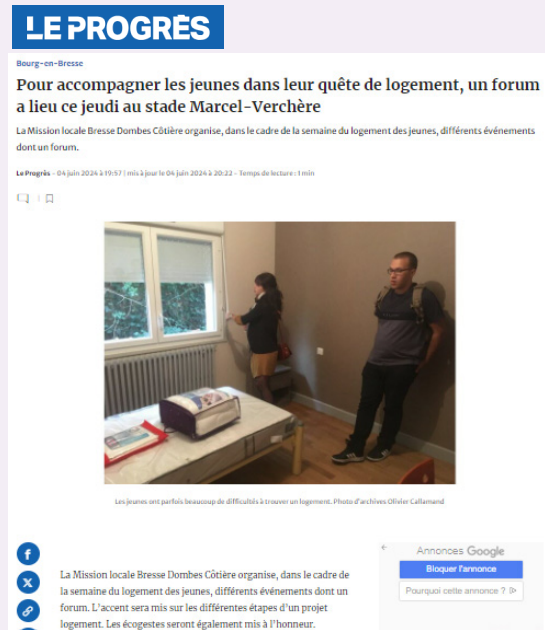 LE PROGRÈS
Bourg-en-Bresse
Pour accompagner les jeunes dans leur quête de logement, un forum
a lieu ce jeudi au stade Marcel-Verchère
La Mission locale Bresse Dombes Côtière organise, dans le cadre de la semaine du logement des jeunes, différents événements
dont un forum.
Le Progrès - 04 juin 2024 à 19:57 | mis à jour le 04 juin 2024 à 20:22 - Temps de lecture : 1 min
Les jeunes ont parfois beaucoup de difficultés à trouver un logement. Photo d'archives Olivier Callamand
La Mission locale Bresse Dombes Côtière organise, dans le cadre de
la semaine du logement des jeunes, différents événements dont un
forum. L'accent sera mis sur les différentes étapes d'un projet
logement. Les écogestes seront également mis à l'honneur.
Annonces Google
Bloquer l'annonce
Pourquoi cette annonce ?